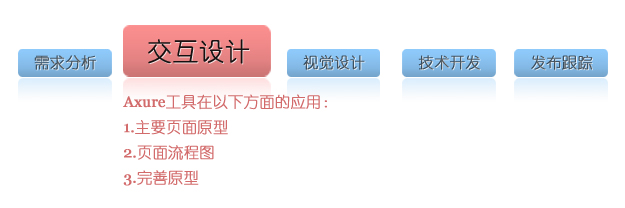 需求分析 交互设计 视觉设计 技术开发 发布跟踪
Axure工具在以下方面的应用：
1.主要页面原型
2.页面流程图
3.完善原型